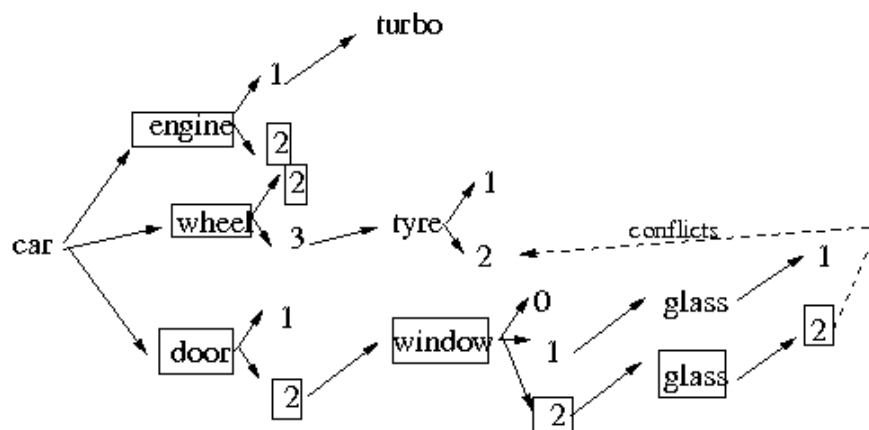 turbo
1
engine
2
2
1
wheel
tyre
3
2
conflicts
car
1
0
glass
1
door
window
1
2
2
glass
2